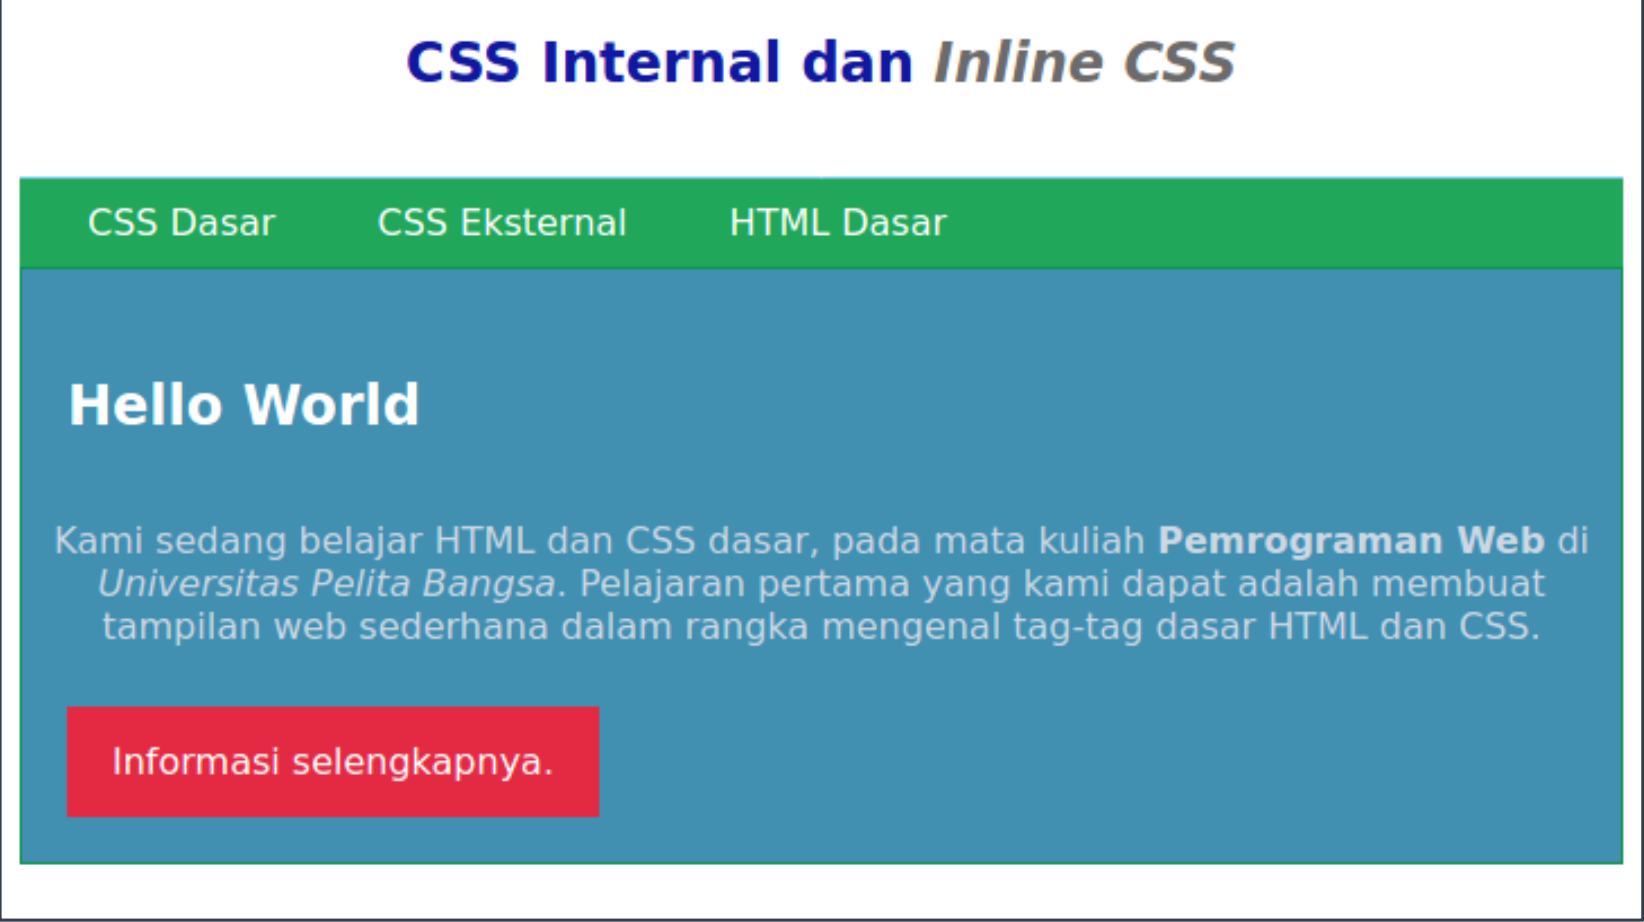 CSS Internal dan Inline CSS
CSS Dasar CSS Eksternal HTML Dasar
Hello World
Kami sedang belajar HTML dan CSS dasar, pada mata kuliah Pemrograman Web di
Universitas Pelita Bangsa. Pelajaran pertama yang kami dapat adalah membuat
tampilan web sederhana dalam rangka mengenal tag-tag dasar HTML dan CSS.
Informasi selengkapnya.